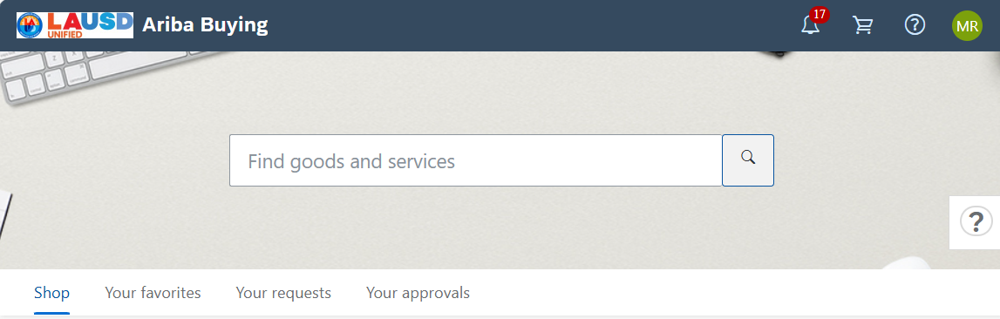 LAUSD
UNIFIED
Ariba Buying
17
MR
Find goods and services
?
Shop
Your favorites
Your requests
Your approvals